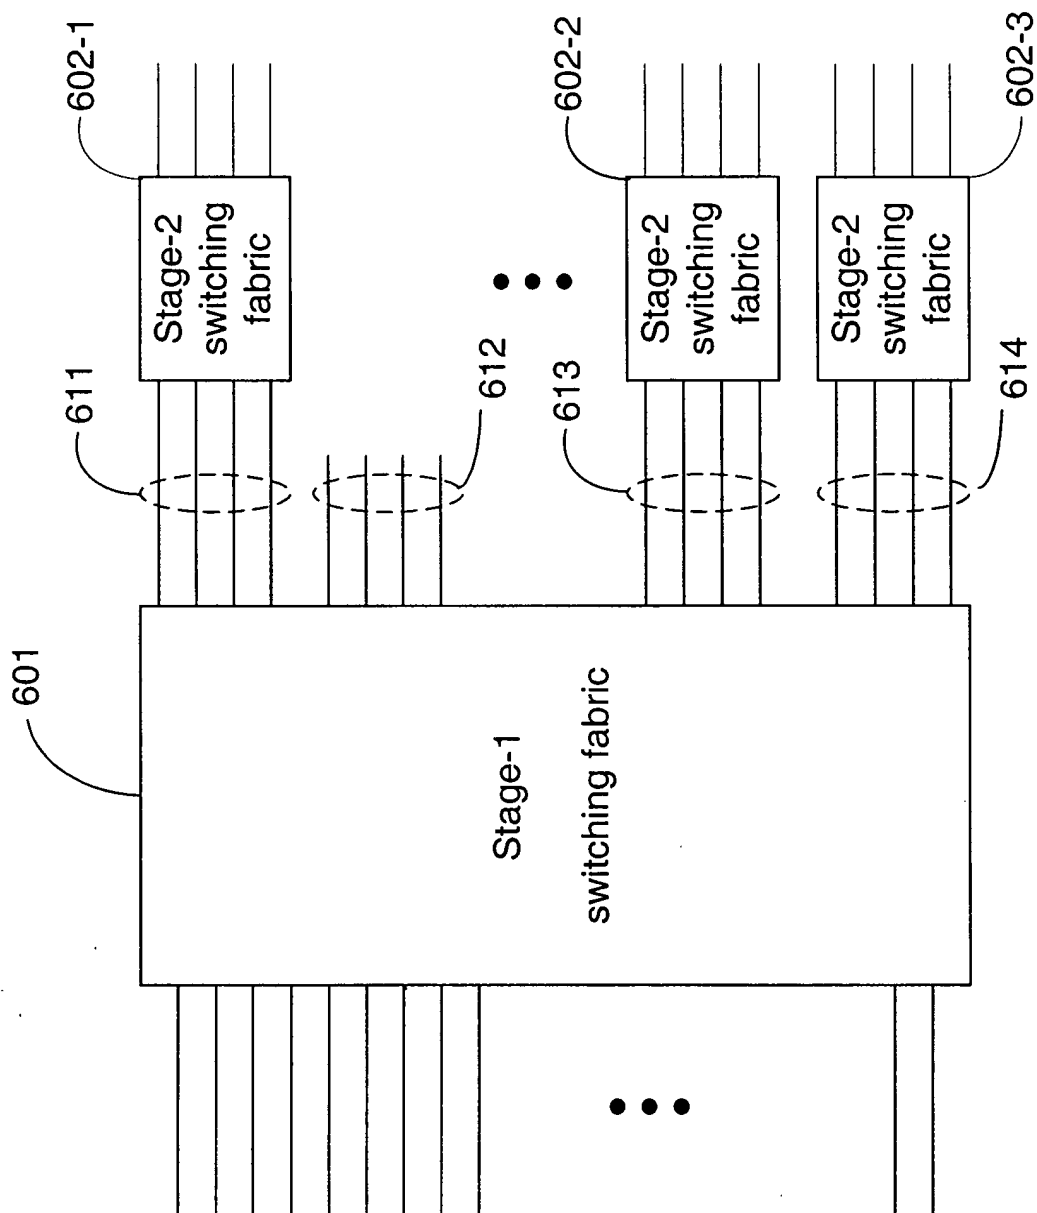 601
611
602-1
Stage-2
switching
fabric
612
Stage-1
switching fabric
613
602-2
Stage-2
switching
fabric
Stage-2
switching
fabric
614
602-3